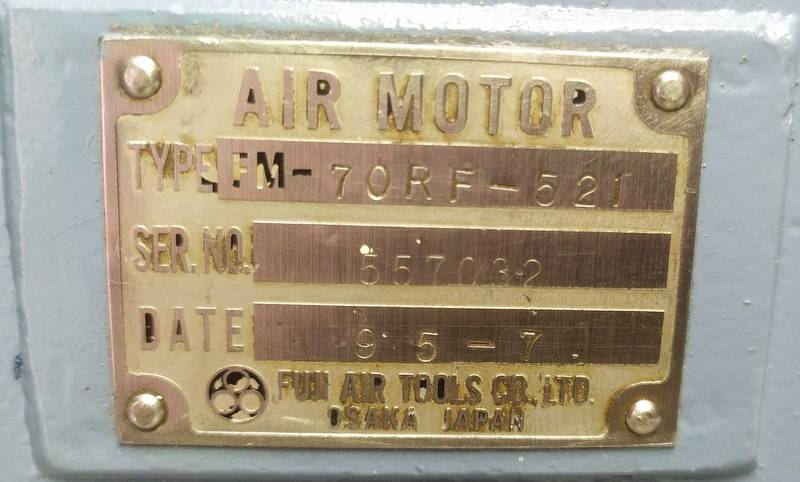 AIR MOTOR
TYPE FM-70RF-521
SER. NO. 557032
DATE 95-7
FUJI AIR TOOLS CO., LTD.
OSAKA JAPAN